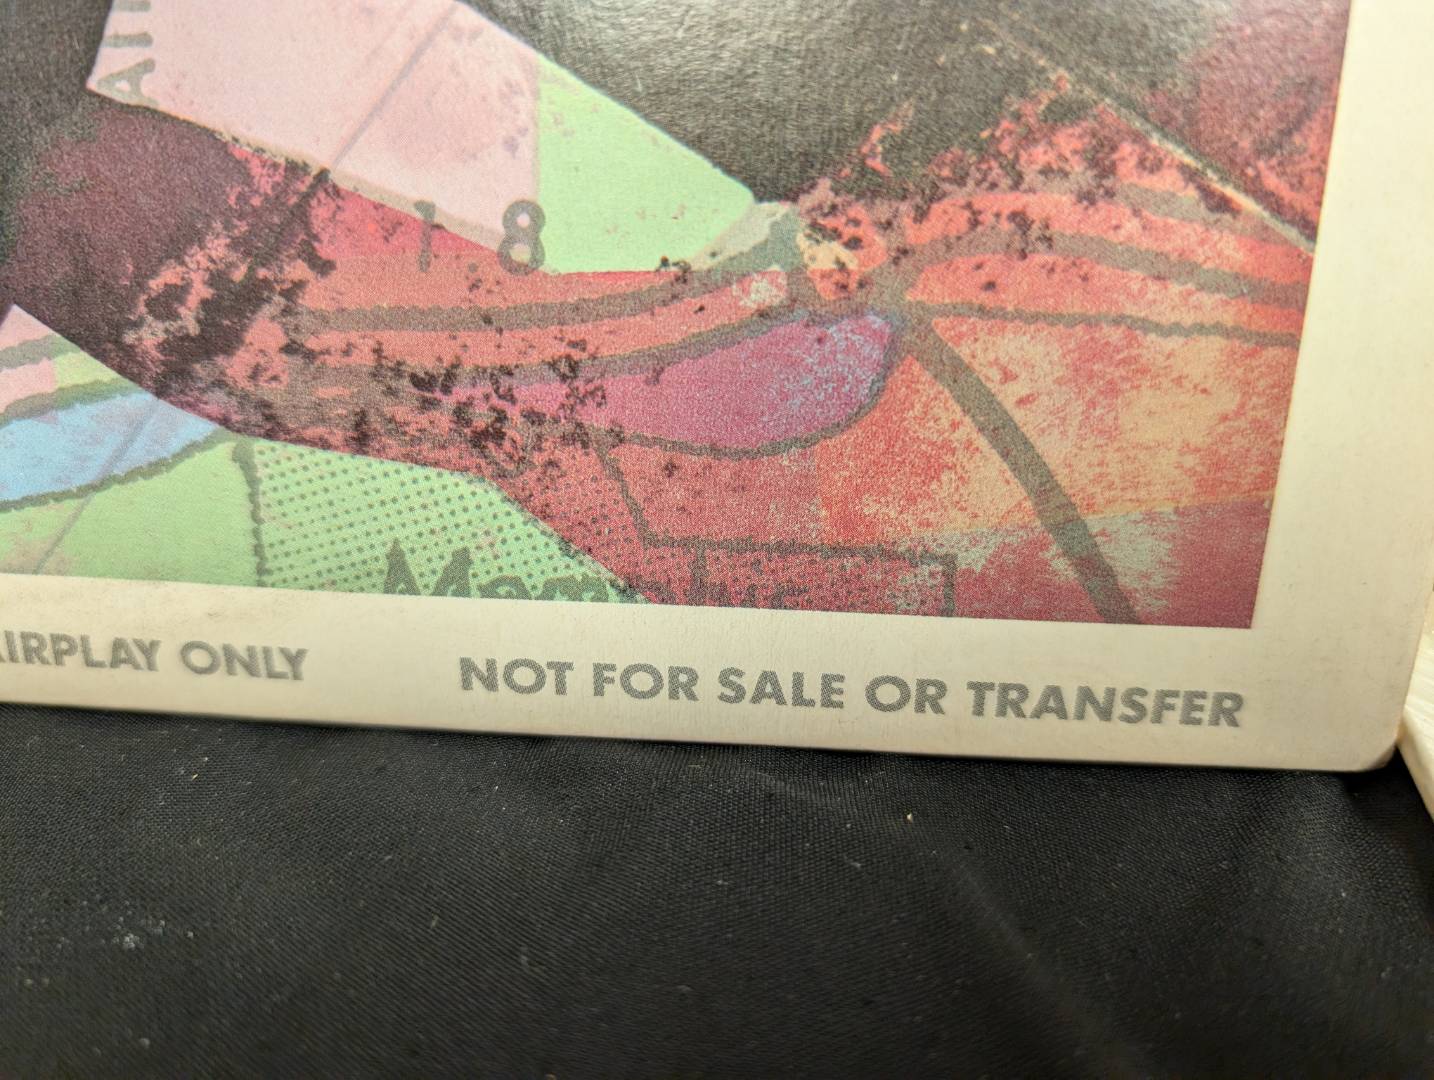 18
AIRPLAY ONLY NOT FOR SALE OR TRANSFER